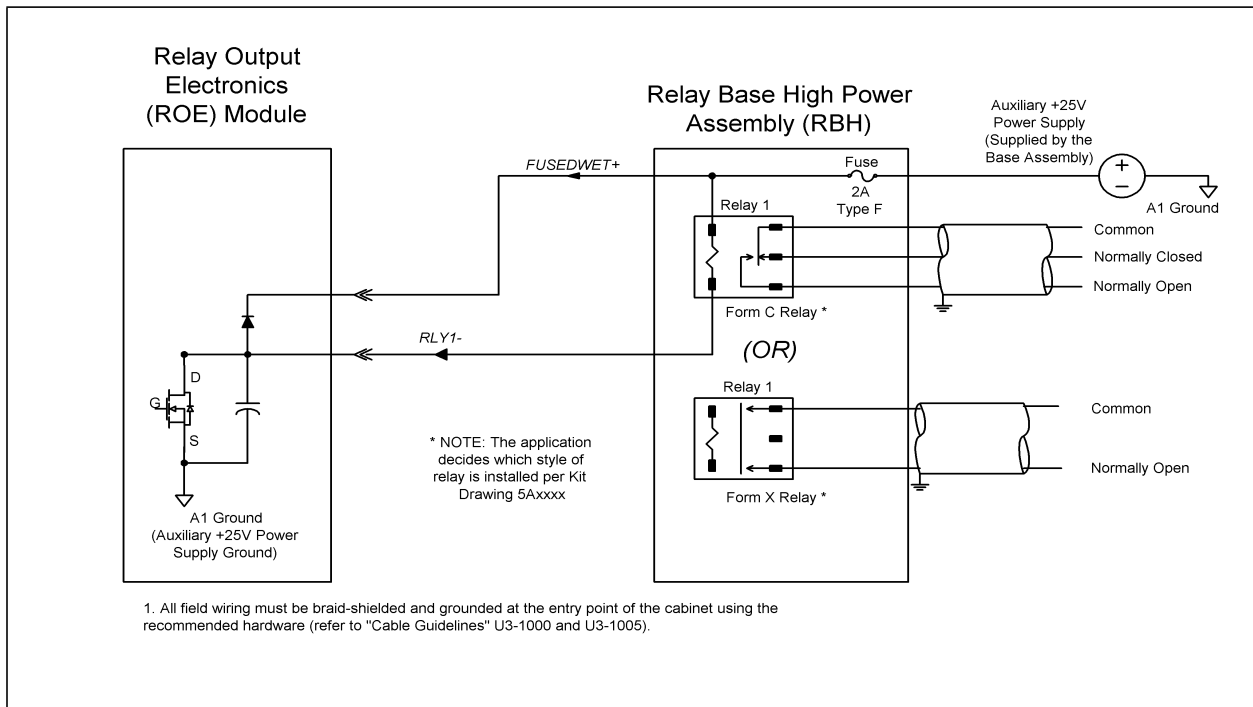 Relay Output
Electronics
(ROE) Module
Relay Base High Power
Assembly (RBH)
Auxiliary +25V
Power Supply
(Supplied by the
Base Assembly)
FUSEDWET+
Fuse
2A
Type F
+
−
A1 Ground
Relay 1
Common
Normally Closed
Normally Open
Form C Relay *
RLY1-
(OR)
D
G
S
Relay 1
Common
Normally Open
Form X Relay *
* NOTE: The application
decides which style of
relay is installed per Kit
Drawing 5Axxxx
A1 Ground
(Auxiliary +25V Power
Supply Ground)
1. All field wiring must be braid-shielded and grounded at the entry point of the cabinet using the
recommended hardware (refer to "Cable Guidelines" U3-1000 and U3-1005).